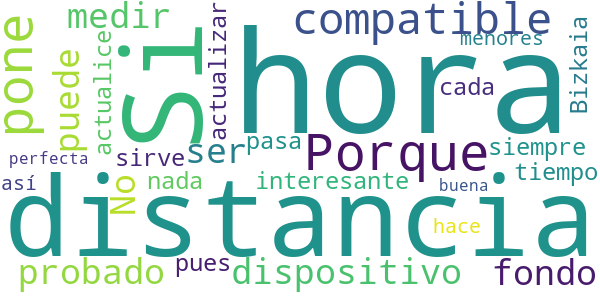 pone
medir
Si
hora
compatible
menores
Bizkaia
puede
actualice
actualizar
cada
perfecta
sirve
ser
pasa
Porque
siempre
tiempo
así
No
nada
interesante
buena
distancia
hace
probado
pues
dispositivo
fondo